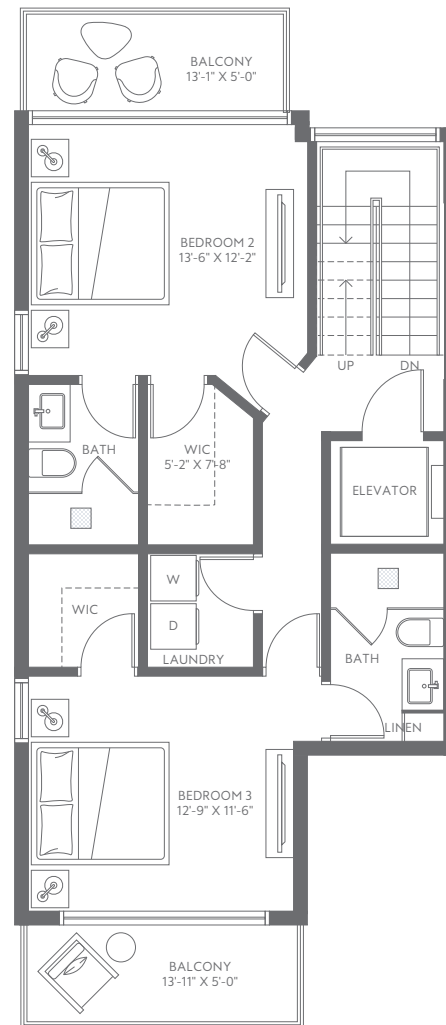 BALCONY
13'-1" X 5'-0"
BEDROOM 2
13'-6" X 12'-2"
UP
DN
BATH
WIC
5'-2" X 7'-8"
ELEVATOR
W
D
WIC
LAUNDRY
BATH
LINEN
BEDROOM 3
12'-9" X 11'-6"
BALCONY
13'-11" X 5'-0"